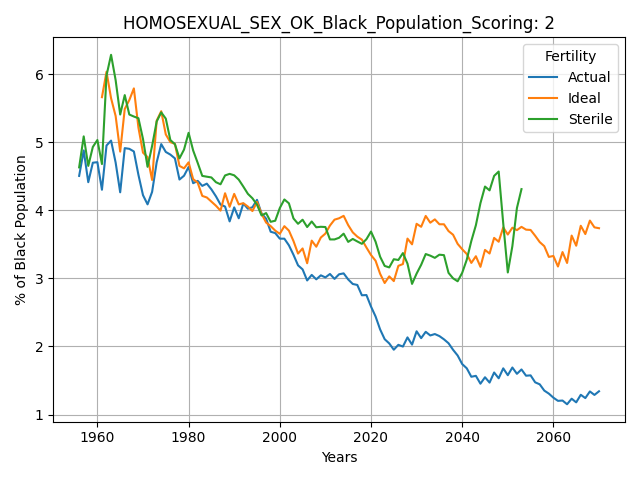 HOMOSEXUAL_SEX_OK_Black_Population_Scoring: 2
Fertility
Actual
Ideal
Sterile
% of Black Population
6
5
4
3
2
1
1960 1980 2000 2020 2040 2060
Years